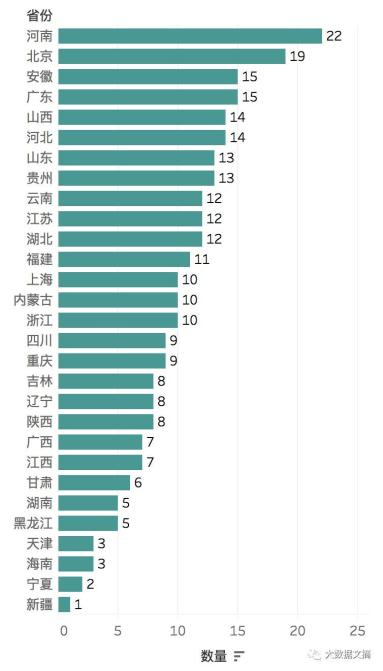 省份
河南 22
北京 19
安徽 15
广东 15
山西 14
河北 14
山东 13
贵州 13
云南 12
江苏 12
湖北 12
福建 11
上海 10
内蒙古 10
浙江 10
四川 9
重庆 9
吉林 8
辽宁 8
陕西 8
广西 7
江西 7
甘肃 6
湖南 5
黑龙江 5
天津 3
海南 3
宁夏 2
新疆 1
0 5 10 15 20 25
数量
大数据文摘